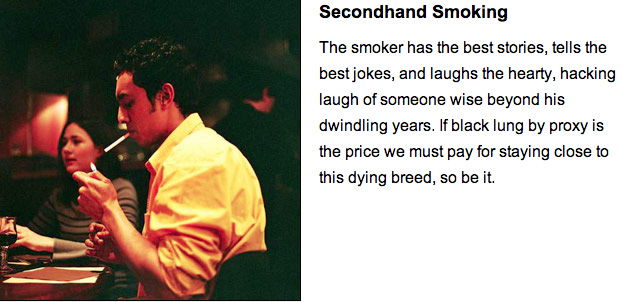 Secondhand Smoking
The smoker has the best stories, tells the
best jokes, and laughs the hearty, hacking
laugh of someone wise beyond his
dwindling years. If black lung by proxy is
the price we must pay for staying close to
this dying breed, so be it.